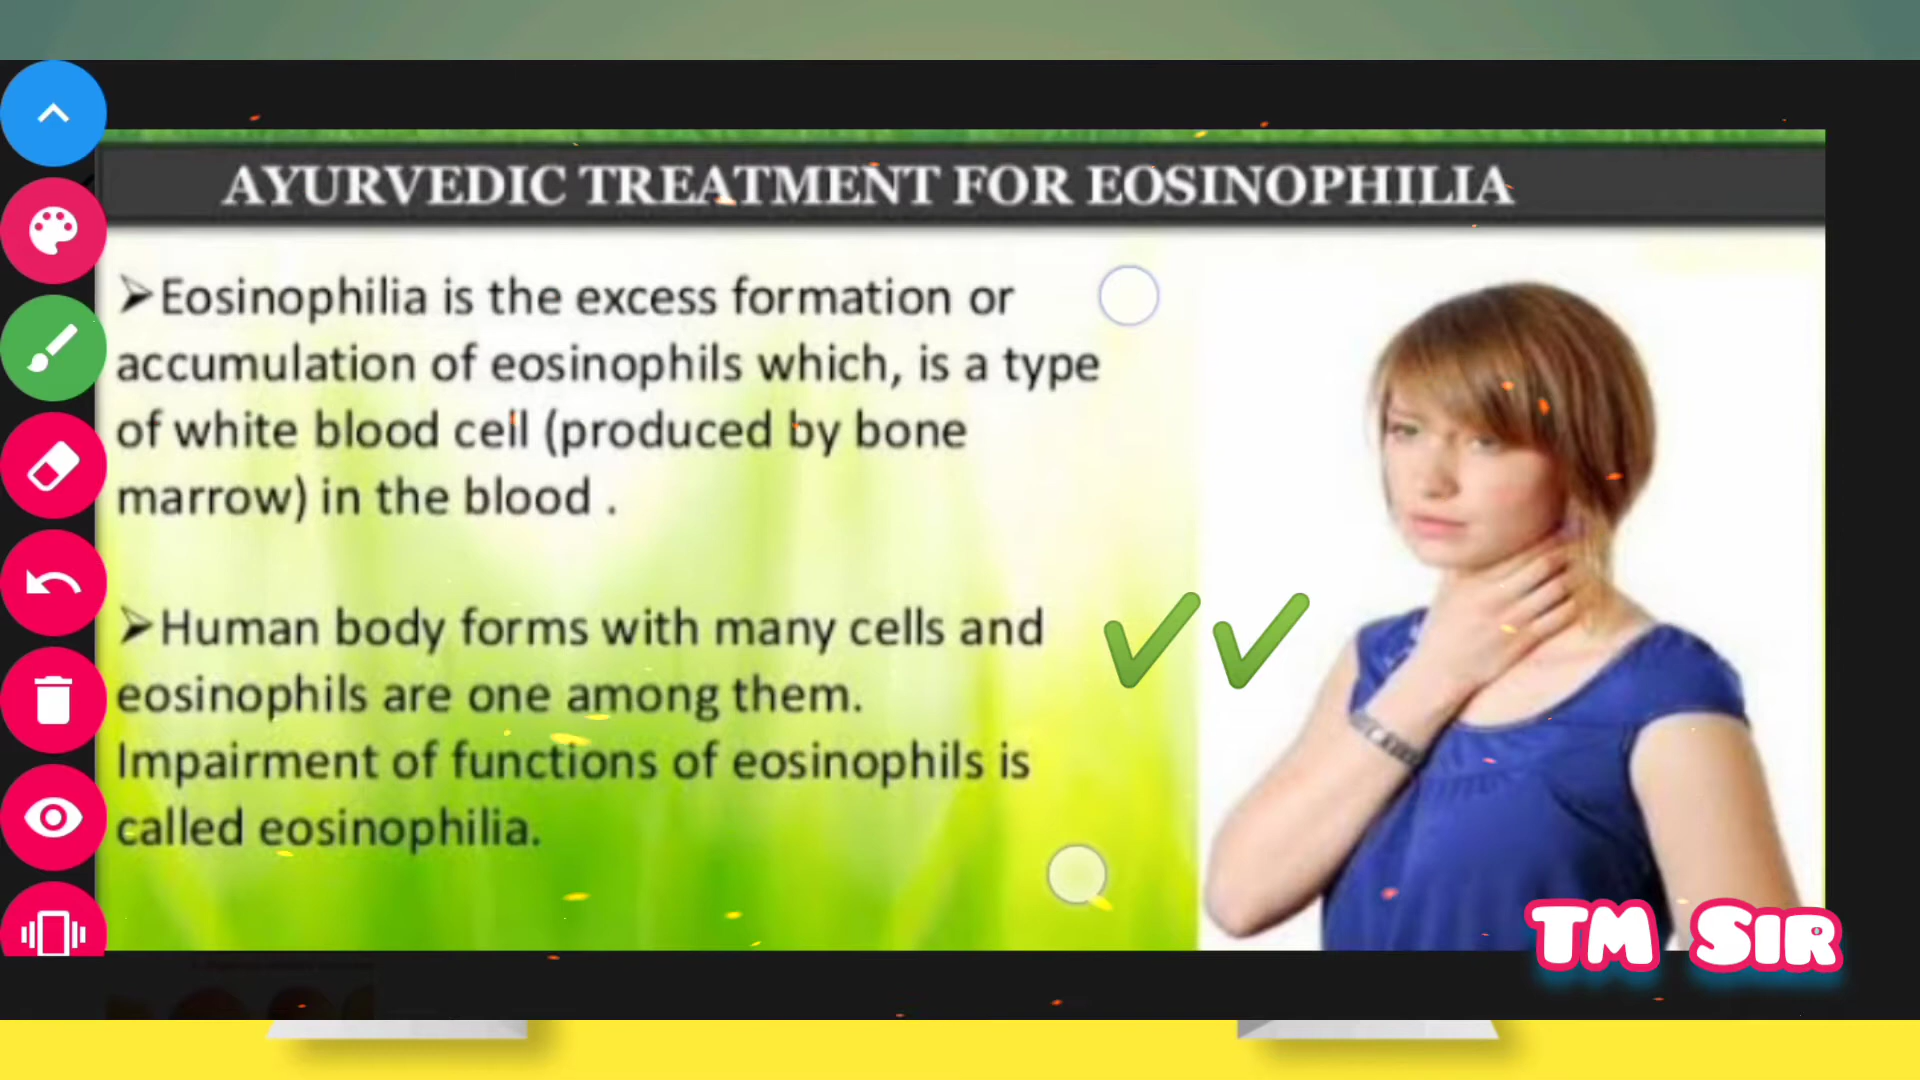 AYURVEDIC TREATMENT FOR EOSINOPHILIA
➢Eosinophilia is the excess formation or
accumulation of eosinophils which, is a type
of white blood cell (produced by bone
marrow) in the blood .
➢Human body forms with many cells and
eosinophils are one among them.
Impairment of functions of eosinophils is
called eosinophilia.
TM SIR